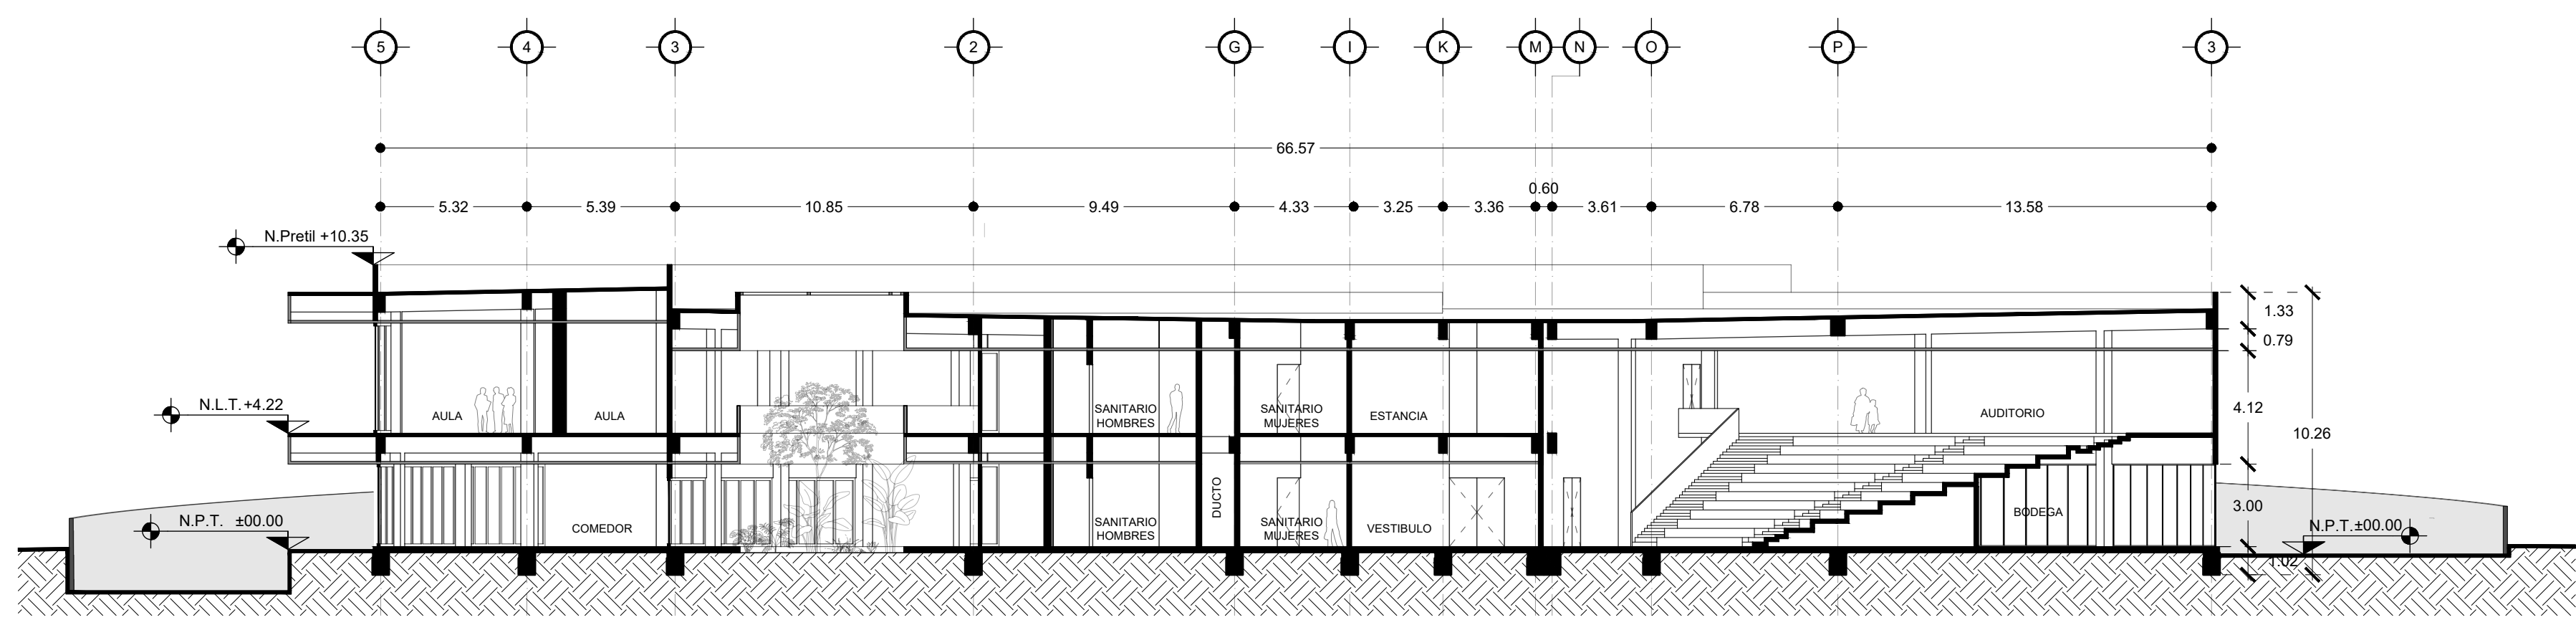 5 4 3 2 G I K M N O P 3
66.57
0.60
5.32 5.39 10.85 9.49 4.33 3.25 3.36 3.61 6.78 13.58
N.Pretil +10.35
1.33
0.79
N.L.T. +4.22
4.12
10.26
AULA AULA
SANITARIO
HOMBRES
SANITARIO
MUJERES
ESTANCIA
AUDITORIO
DUCTO
3.00
BODEGA
N.P.T. ±00.00
COMEDOR
SANITARIO
HOMBRES
SANITARIO
MUJERES
VESTIBULO
N.P.T. ±00.00
1.02